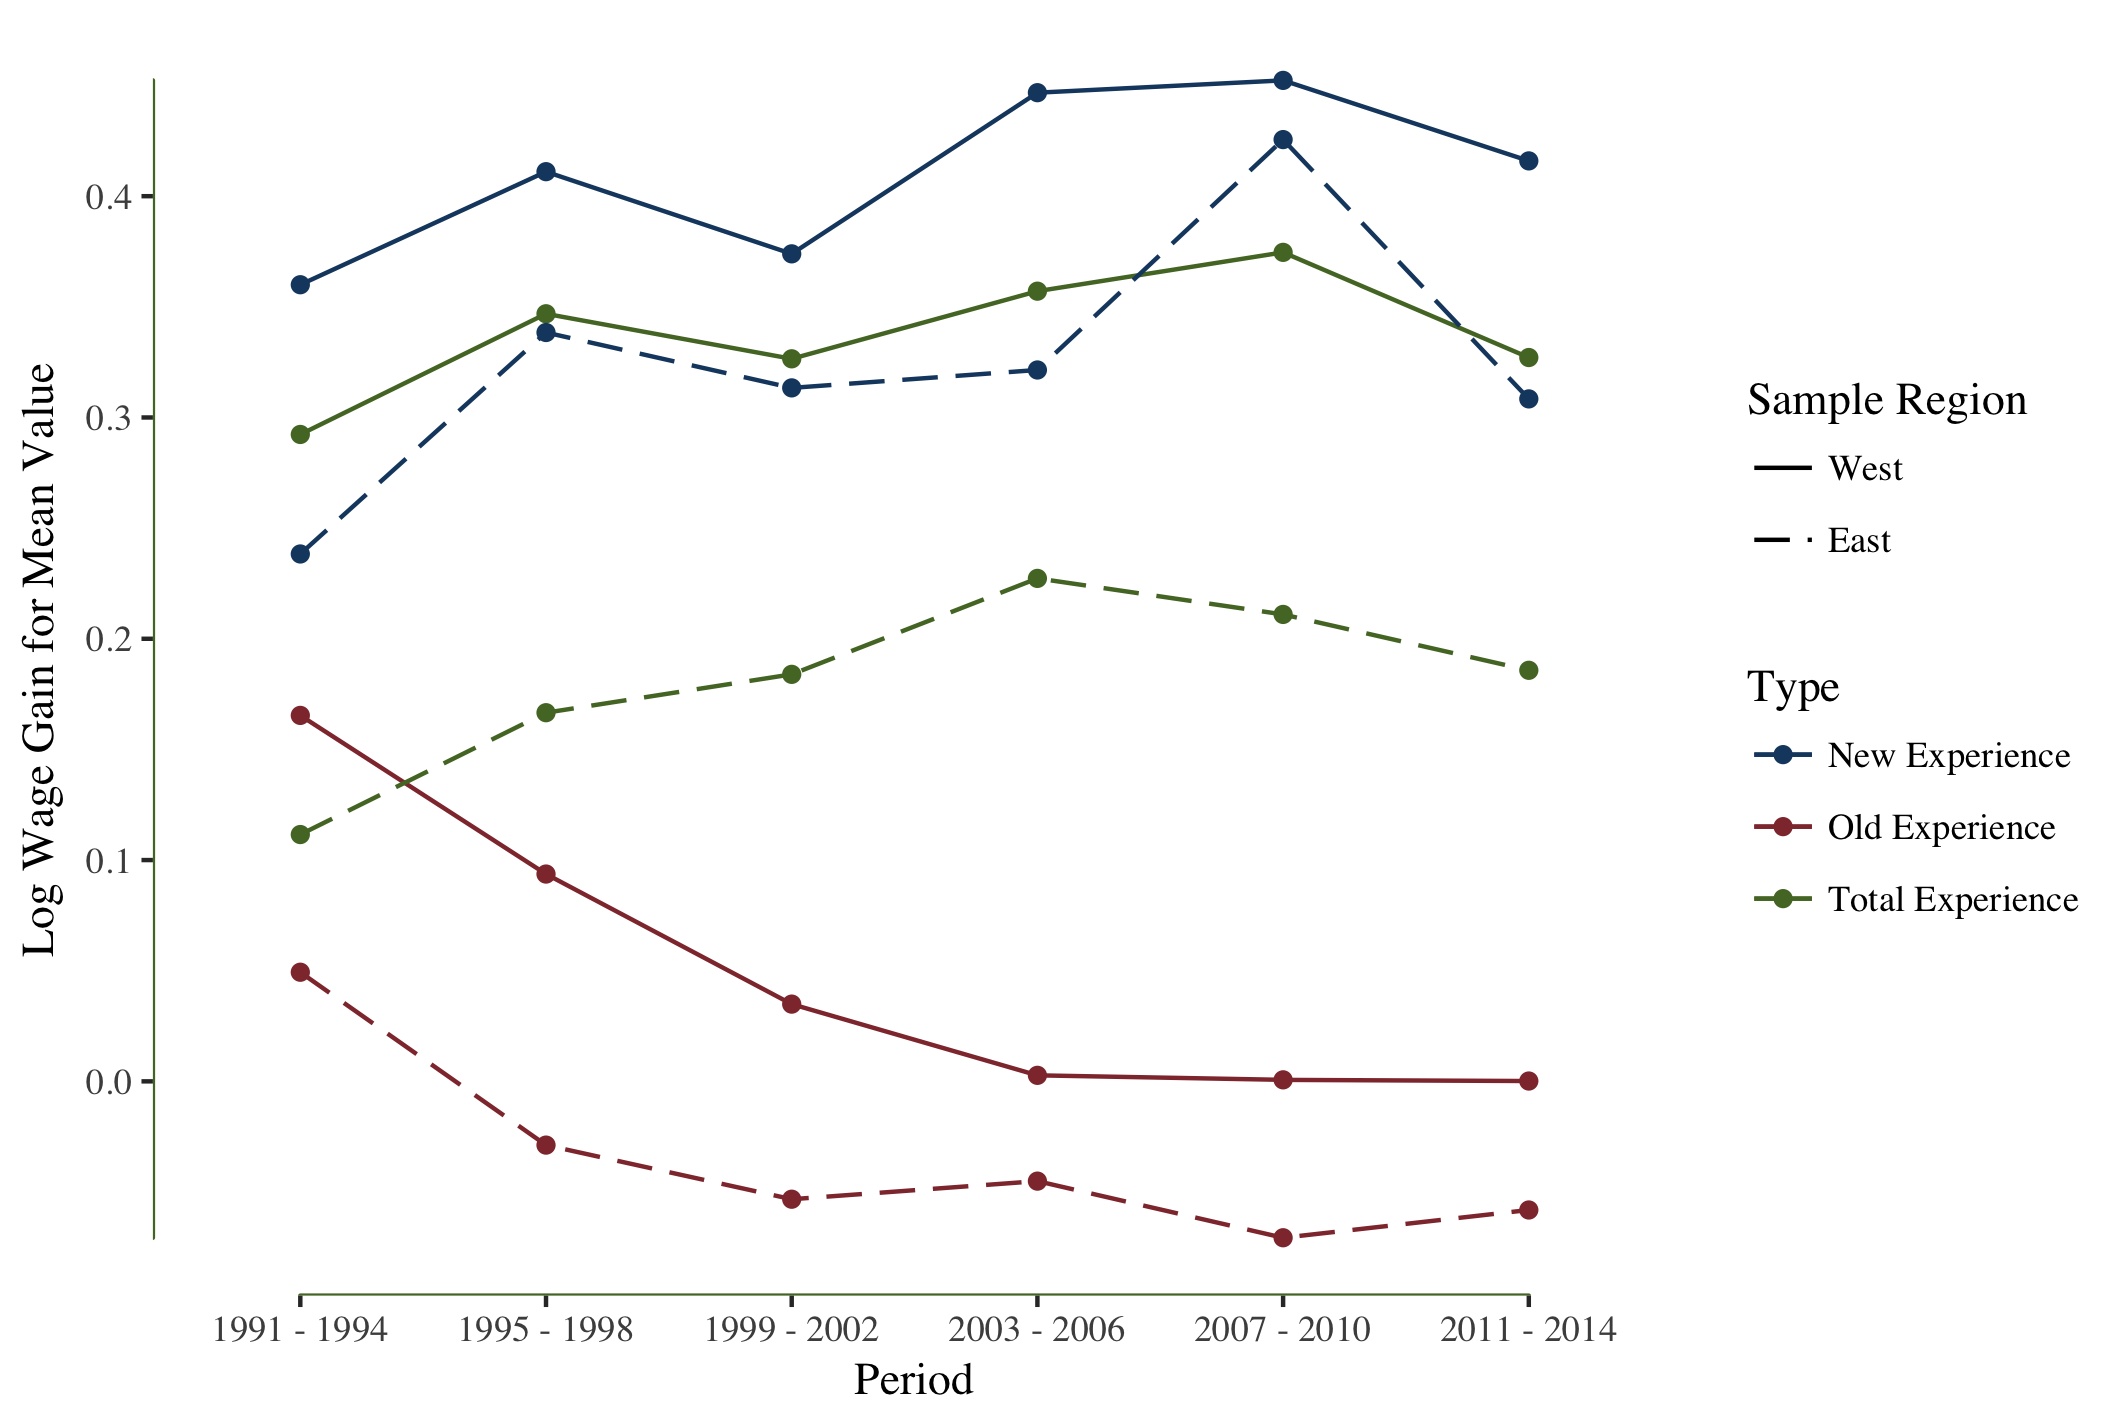 Log Wage Gain for Mean Value
0.4
0.3
0.2
0.1
0.0
1991 - 1994
1995 - 1998
1999 - 2002
2003 - 2006
2007 - 2010
2011 - 2014
Period
Sample Region
West
East
Type
New Experience
Old Experience
Total Experience